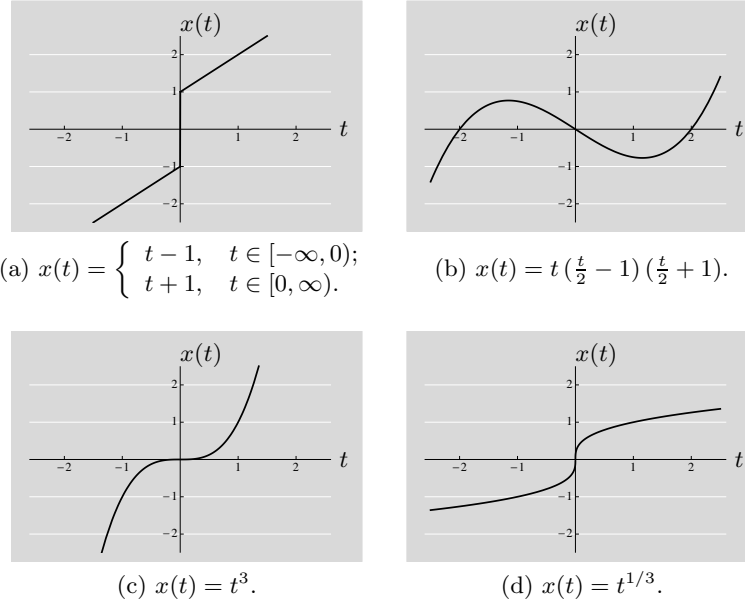 x(t)
2
1
−2 −1 1 2 t
−1
−2
(a) x(t) = { t − 1, t ∈ [−∞, 0);
t + 1, t ∈ [0, ∞).
x(t)
2
1
−2 −1 1 2 t
−1
−2
(b) x(t) = t (t/2 − 1) (t/2 + 1).
x(t)
2
1
−2 −1 1 2 t
−1
−2
(c) x(t) = t³.
x(t)
2
1
−2 −1 1 2 t
−1
−2
(d) x(t) = t^{1/3}.